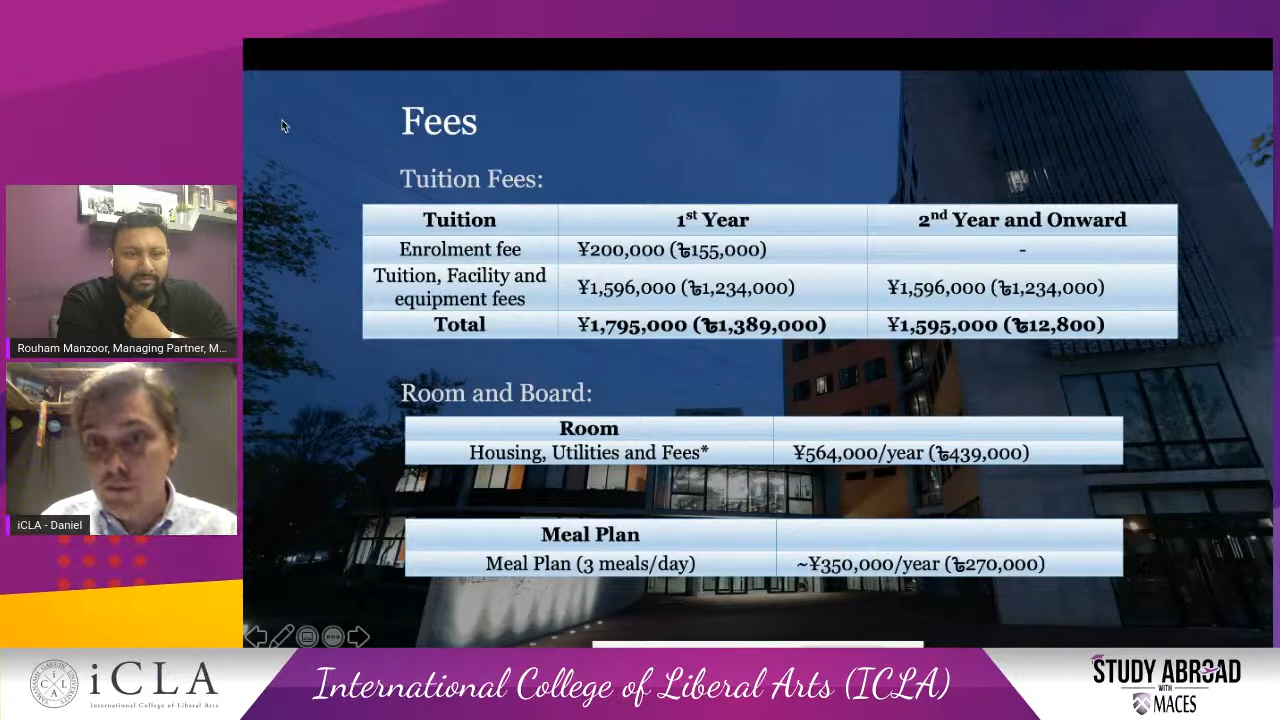 Fees
Tuition Fees:
Tuition 1st Year 2nd Year and Onward
Enrolment fee ¥200,000 (৳155,000) -
Tuition, Facility and
equipment fees ¥1,596,000 (৳1,234,000) ¥1,596,000 (৳1,234,000)
Total ¥1,795,000 (৳1,389,000) ¥1,595,000 (৳12,800)
Room and Board:
Room
Housing, Utilities and Fees* ¥564,000/year (৳439,000)
Meal Plan
Meal Plan (3 meals/day) ~¥350,000/year (৳270,000)
Rouham Manzoor, Managing Partner, M...
iCLA - Daniel
iCLA
International College of Liberal Arts
International College of Liberal Arts (ICLA)
STUDY ABROAD
WITH
MACES